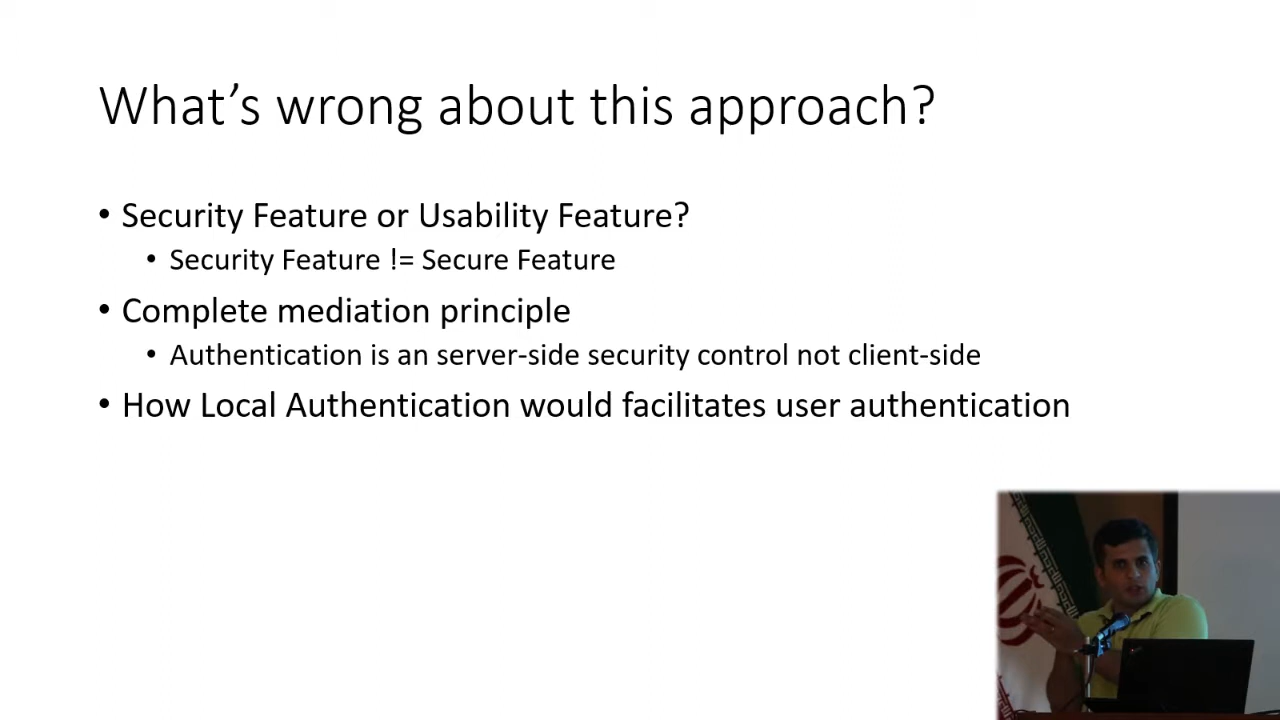 What's wrong about this approach?
• Security Feature or Usability Feature?
• Security Feature != Secure Feature
• Complete mediation principle
• Authentication is an server-side security control not client-side
• How Local Authentication would facilitates user authentication